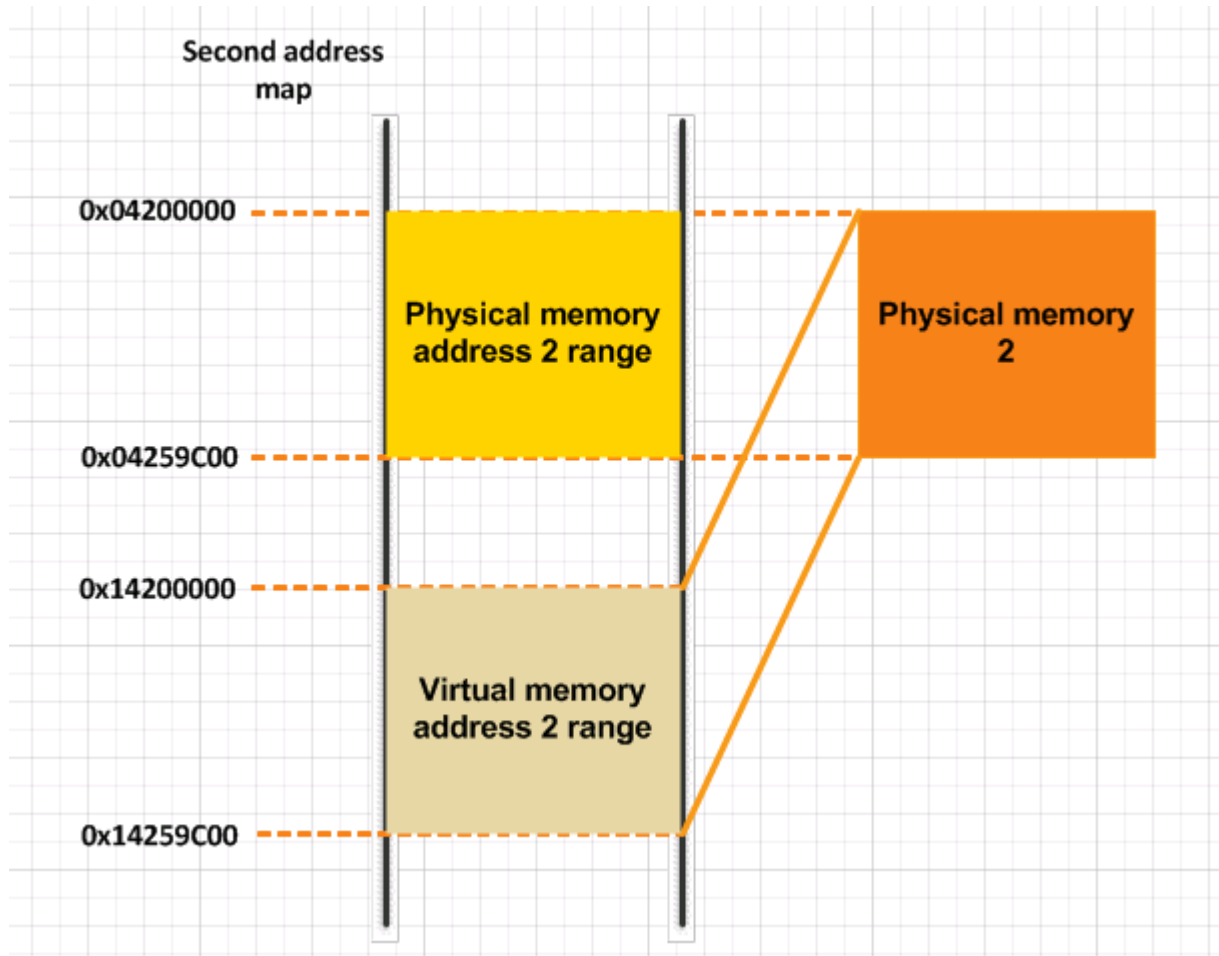 Second address
map
0x04200000
Physical memory
address 2 range
Physical memory
2
0x04259C00
0x14200000
Virtual memory
address 2 range
0x14259C00